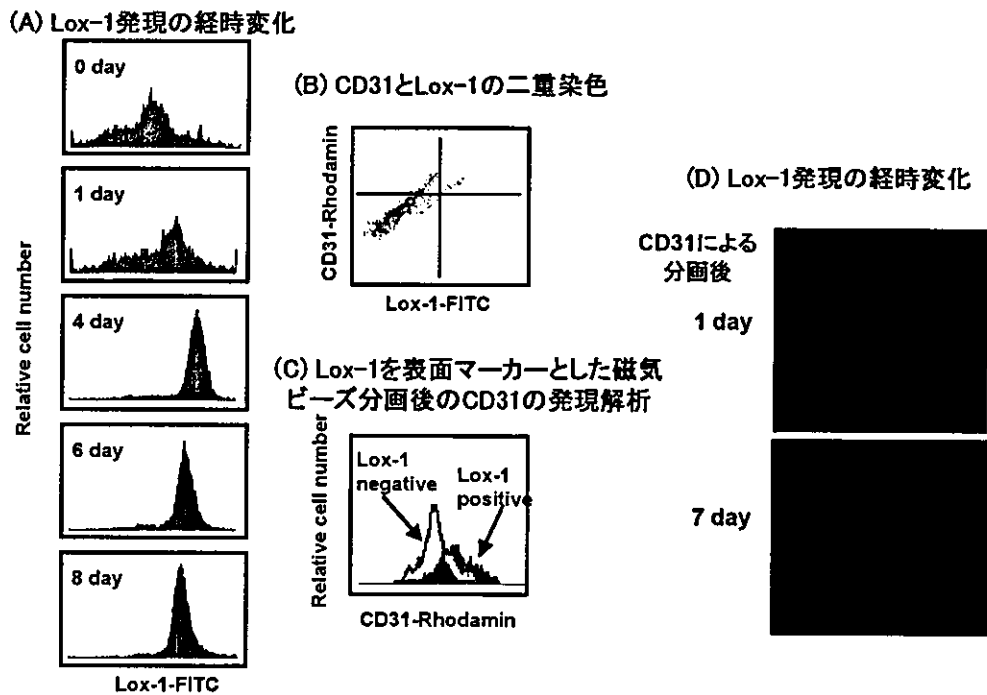 (A) Lox-1発現の経時変化
0 day
1 day
4 day
6 day
8 day
Relative cell number
Lox-1-FITC
(B) CD31とLox-1の二重染色
CD31-Rhodamin
Lox-1-FITC
(C) Lox-1を表面マーカーとした磁気
ビーズ分画後のCD31の発現解析
Relative cell number
Lox-1
negative
Lox-1
positive
CD31-Rhodamin
(D) Lox-1発現の経時変化
CD31による
分画後
1 day
7 day